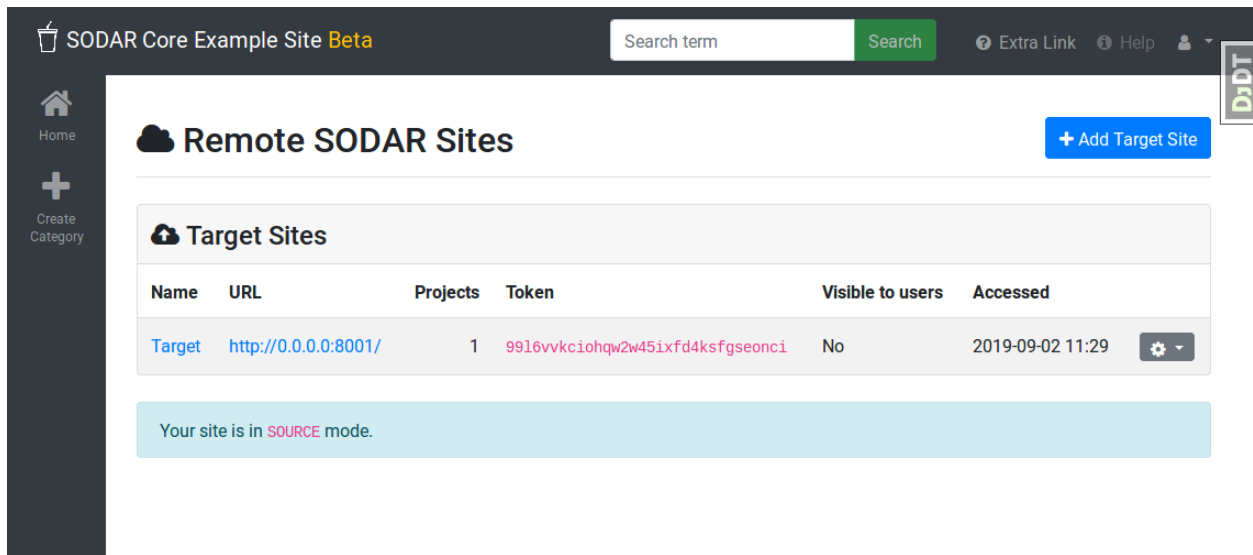 SODAR Core Example Site Beta
Search term
Search
Extra Link
Help
DJDT
Home
Create
Category
Remote SODAR Sites
+ Add Target Site
Target Sites
Name URL Projects Token Visible to users Accessed
Target http://0.0.0.0:8001/ 1 99l6vvkciohqw2w45ixfd4ksfgseonci No 2019-09-02 11:29
Your site is in SOURCE mode.